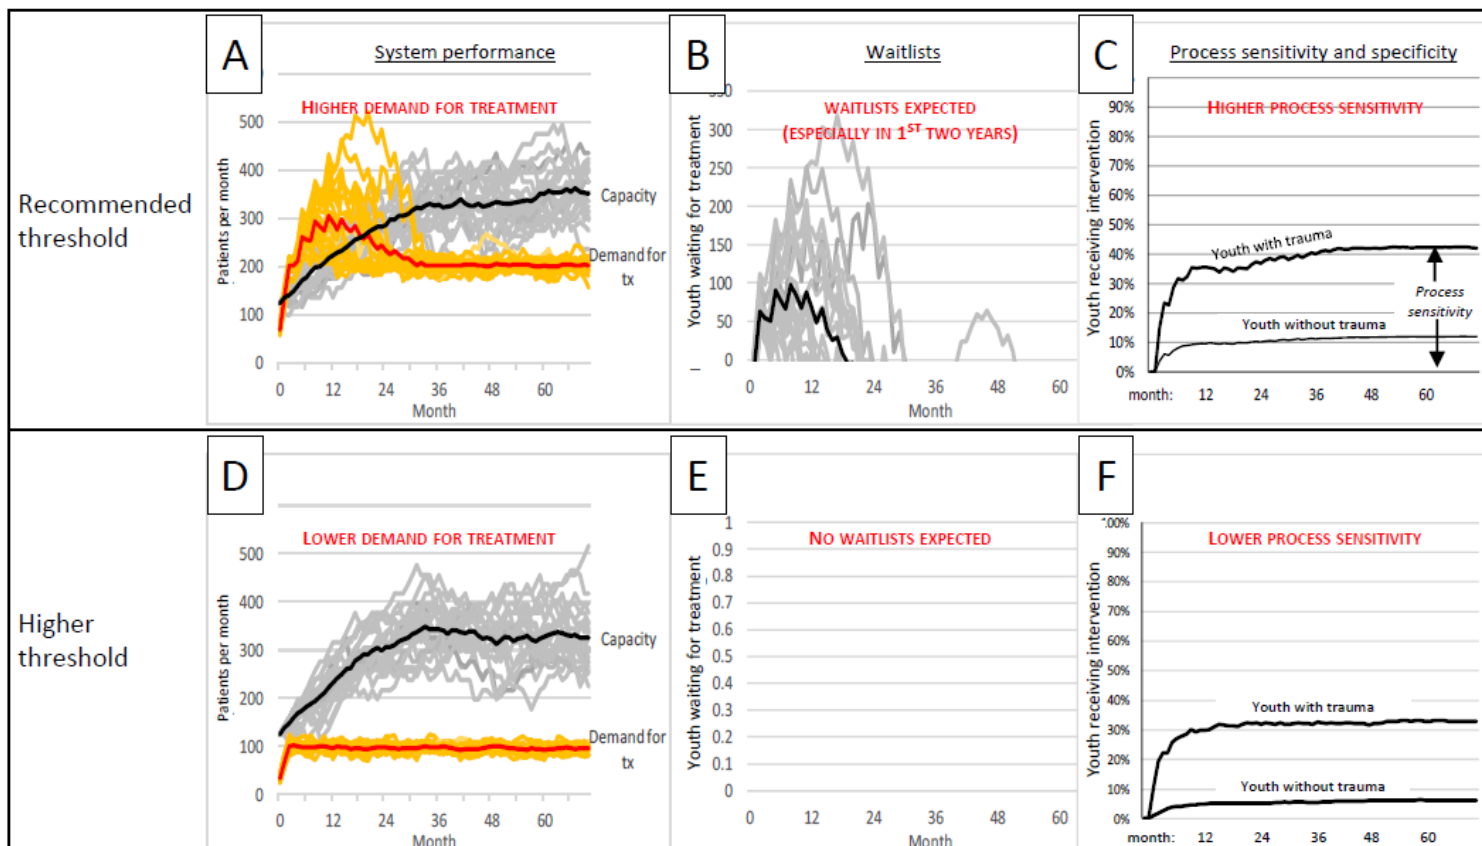 A
System performance
HIGHER DEMAND FOR TREATMENT
Patients per month
500
400
300
200
100
0
0 12 24 36 48 60
Month
Capacity
Demand for
tx
B
Waitlists
WAITLISTS EXPECTED
(ESPECIALLY IN 1ST TWO YEARS)
Youth waiting for treatment
350
300
250
200
150
100
50
0
0 12 24 36 48 60
Month
C
Process sensitivity and specificity
HIGHER PROCESS SENSITIVITY
Youth receiving intervention
90%
80%
70%
60%
50%
40%
30%
20%
10%
0%
Youth with trauma
Youth without trauma
Process
sensitivity
month: 12 24 36 48 60
Recommended
threshold
D
LOWER DEMAND FOR TREATMENT
Patients per month
500
400
300
200
100
0
0 12 24 36 48 60
Month
Capacity
Demand for
tx
E
NO WAITLISTS EXPECTED
Youth waiting for treatment
1
0.9
0.8
0.7
0.6
0.5
0.4
0.3
0.2
0.1
0
0 12 24 36 48 60
Month
F
LOWER PROCESS SENSITIVITY
Youth receiving intervention
100%
90%
80%
70%
60%
50%
40%
30%
20%
10%
0%
Youth with trauma
Youth without trauma
month: 12 24 36 48 60
Higher
threshold